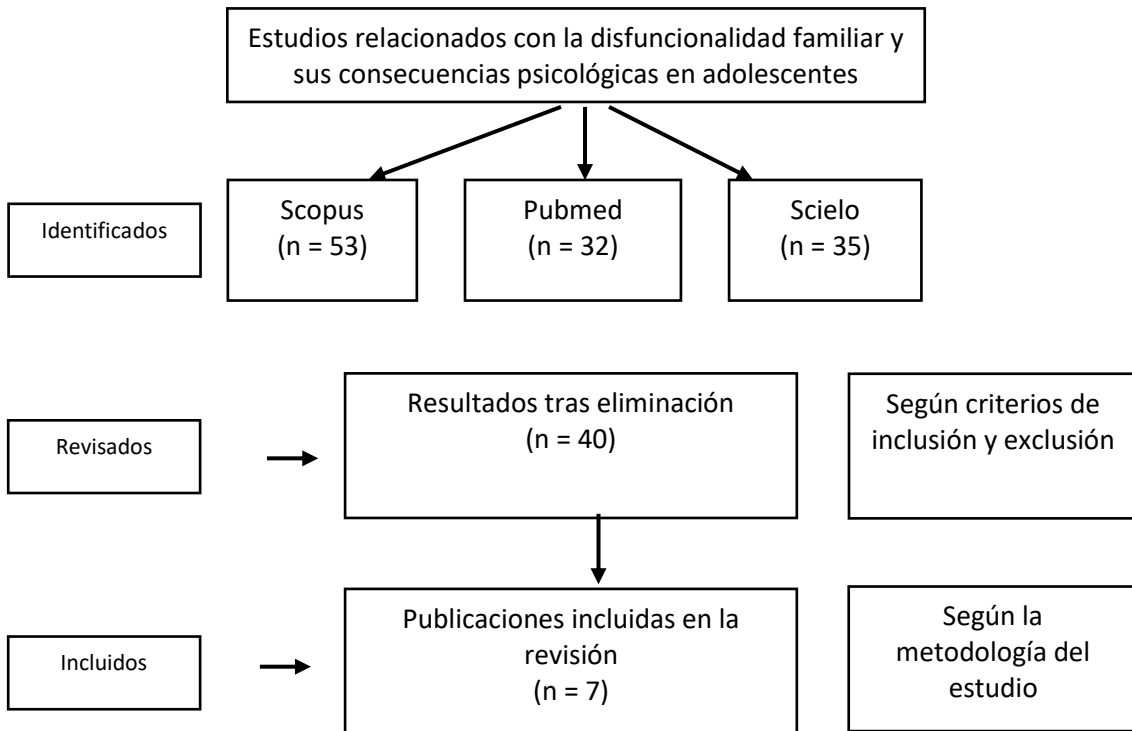 Estudios relacionados con la disfuncionalidad familiar y
sus consecuencias psicológicas en adolescentes
Identificados
Scopus
(n = 53)
Pubmed
(n = 32)
Scielo
(n = 35)
Revisados
Resultados tras eliminación
(n = 40)
Según criterios de
inclusión y exclusión
Incluidos
Publicaciones incluidas en la
revisión
(n = 7)
Según la
metodología del
estudio